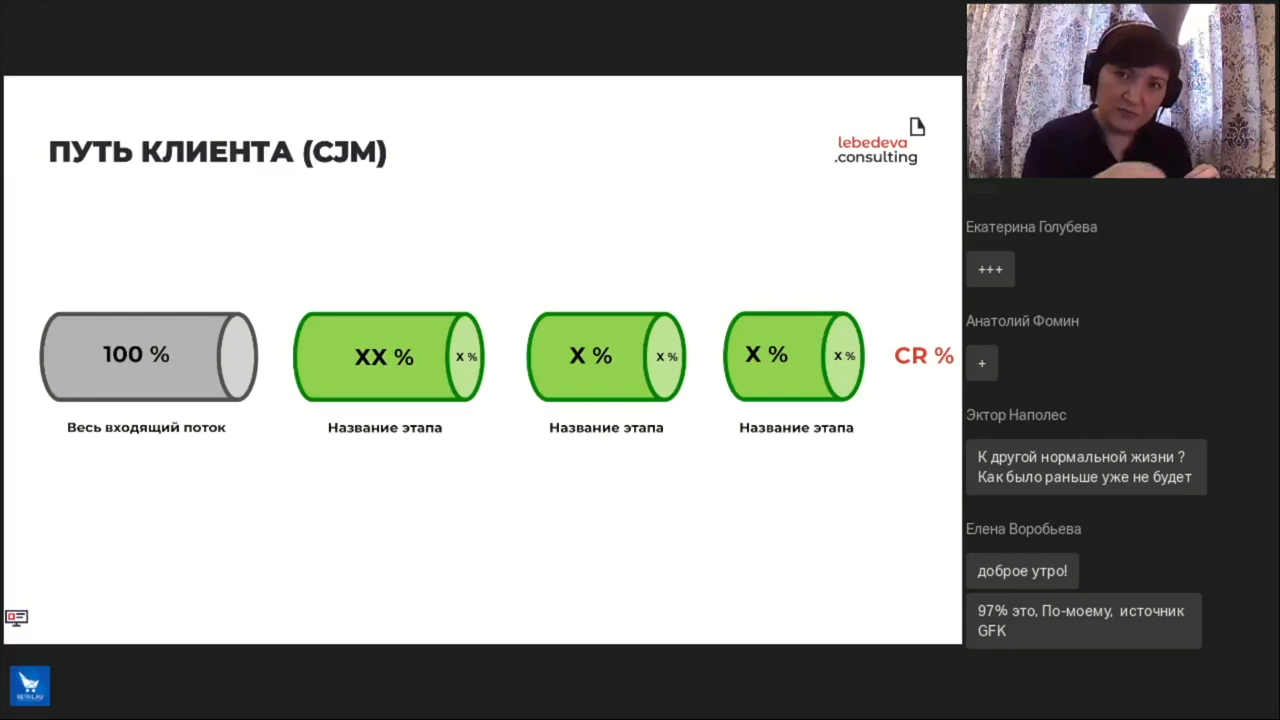 ПУТЬ КЛИЕНТА (CJM)
lebedeva
.consulting
100 %
XX %
X %
X %
X %
X %
X %
CR %
Весь входящий поток
Название этапа
Название этапа
Название этапа
Екатерина Голубева
+++
Анатолий Фомин
+
Эктор Наполес
К другой нормальной жизни ?
Как было раньше уже не будет
Елена Воробьева
доброе утро!
97% это, По-моему, источник
GFK
RETAIL.RU